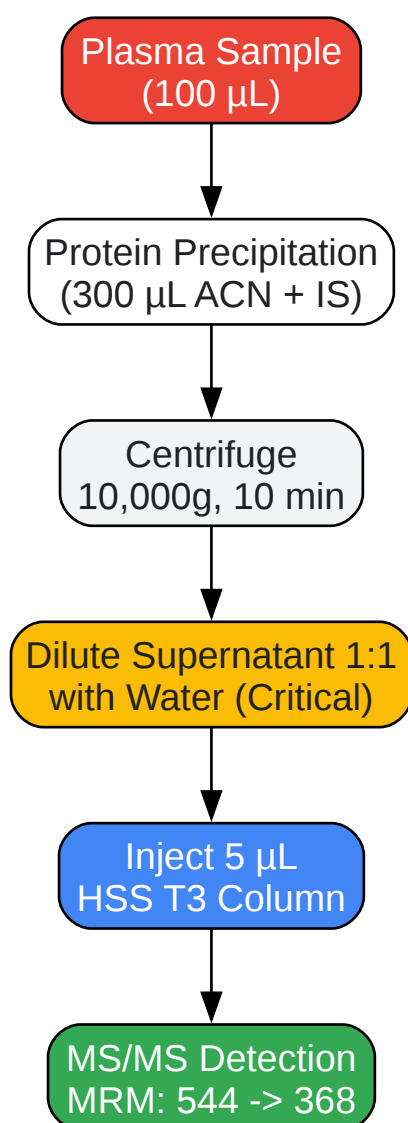 Plasma Sample
(100 µL)
Protein Precipitation
(300 µL ACN + IS)
Centrifuge
10,000g, 10 min
Dilute Supernatant 1:1
with Water (Critical)
Inject 5 µL
HSS T3 Column
MS/MS Detection
MRM: 544 -> 368